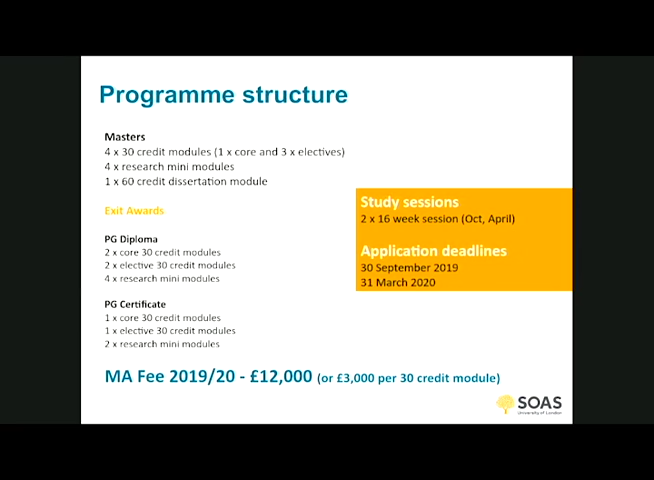 Programme structure
Masters
4 x 30 credit modules (1 x core and 3 x electives)
4 x research mini modules
1 x 60 credit dissertation module
Exit Awards
PG Diploma
2 x core 30 credit modules
2 x elective 30 credit modules
4 x research mini modules
PG Certificate
1 x core 30 credit modules
1 x elective 30 credit modules
2 x research mini modules
Study sessions
2 x 16 week session (Oct, April)
Application deadlines
30 September 2019
31 March 2020
MA Fee 2019/20 - £12,000 (or £3,000 per 30 credit module)
SOAS
University of London